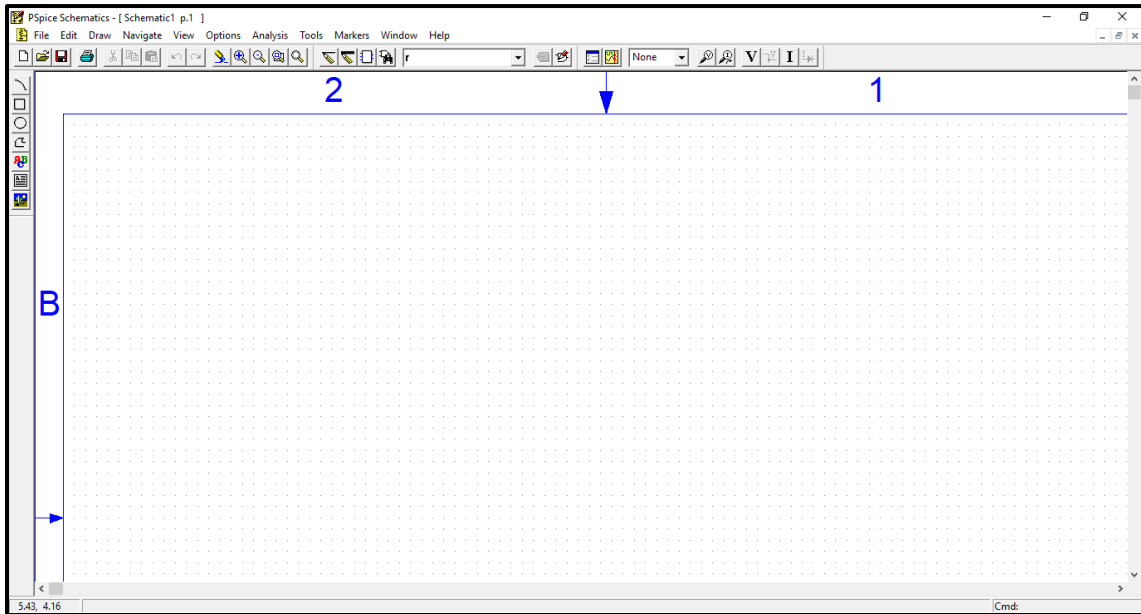 PSpice Schematics - [ Schematic1  p.1  ]
File Edit Draw Navigate View Options Analysis Tools Markers Window Help
r None V I
2 1
B
5.43, 4.16 Cmd: